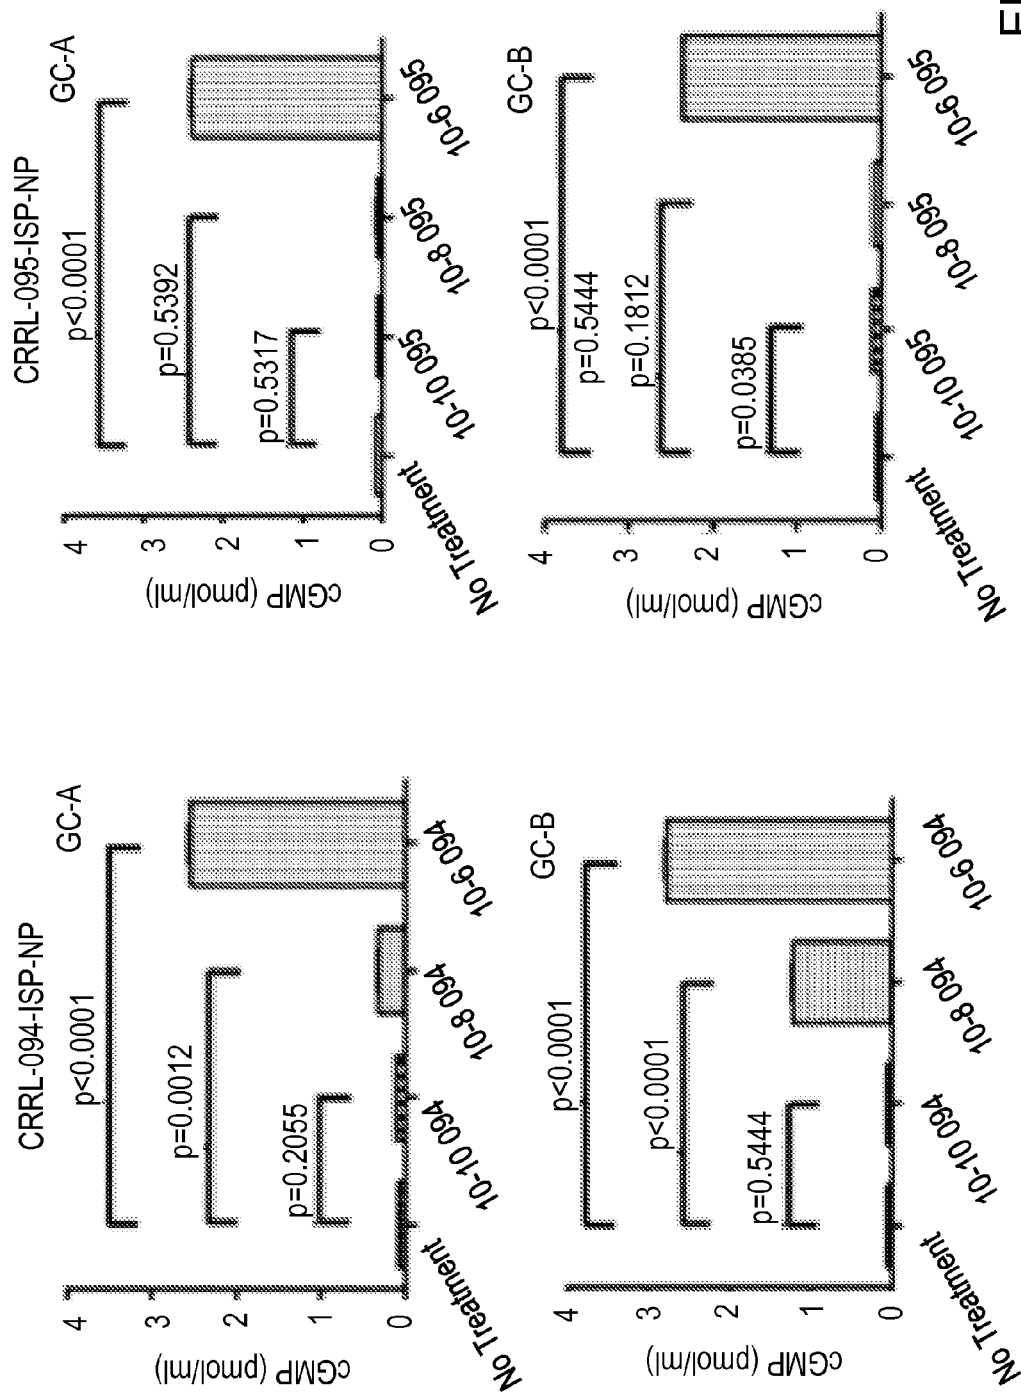 CRRL-094-ISP-NP
GC-A
p<0.0001
p=0.0012
p=0.2055
4
3
2
1
0
cGMP (pmol/ml)
No Treatment
10-10 094
10-8 094
10-6 094
GC-B
p<0.0001
p<0.0001
p=0.5444
4
3
2
1
0
cGMP (pmol/ml)
No Treatment
10-10 094
10-8 094
10-6 094
CRRL-095-ISP-NP
GC-A
p<0.0001
p=0.5392
p=0.5317
4
3
2
1
0
cGMP (pmol/ml)
No Treatment
10-10 095
10-8 095
10-6 095
GC-B
p<0.0001
p=0.5444
p=0.1812
p=0.0385
4
3
2
1
0
cGMP (pmol/ml)
No Treatment
10-10 095
10-8 095
10-6 095